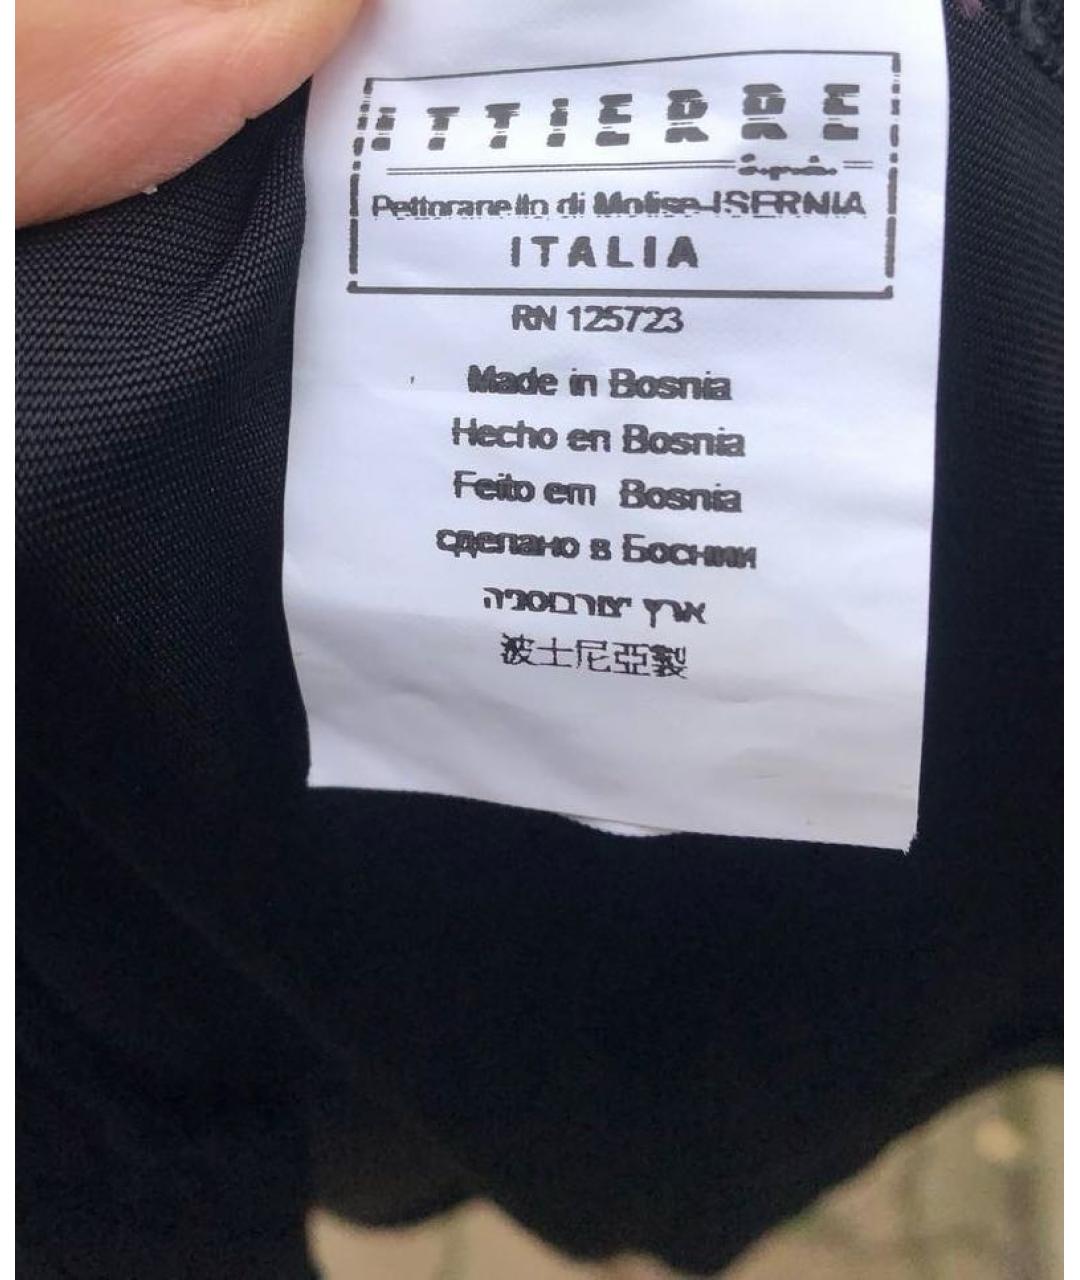 ITTIERRE
s.p.a.
Pettoranello di Molise-ISERNIA
ITALIA
RN 125723
Made in Bosnia
Hecho en Bosnia
Feito em Bosnia
сделано в Боснии
ארץ יצור בוסניה
波士尼亞製